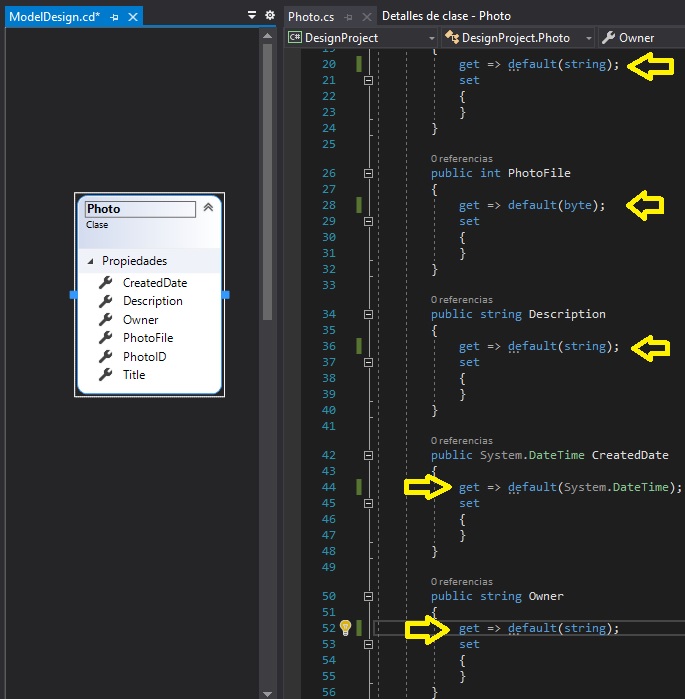 ModelDesign.cd*
Photo
Clase
Propiedades
CreatedDate
Description
Owner
PhotoFile
PhotoID
Title
Photo.cs
Detalles de clase - Photo
C# DesignProject
DesignProject.Photo
Owner
19 {
20 get => default(string);
21 set
22 {
23 }
24 }
25
0 referencias
26 public int PhotoFile
27 {
28 get => default(byte);
29 set
30 {
31 }
32 }
33
0 referencias
34 public string Description
35 {
36 get => default(string);
37 set
38 {
39 }
40 }
41
0 referencias
42 public System.DateTime CreatedDate
43 {
44 get => default(System.DateTime);
45 set
46 {
47 }
48 }
49
0 referencias
50 public string Owner
51 {
52 get => default(string);
53 set
54 {
55 }
56 }